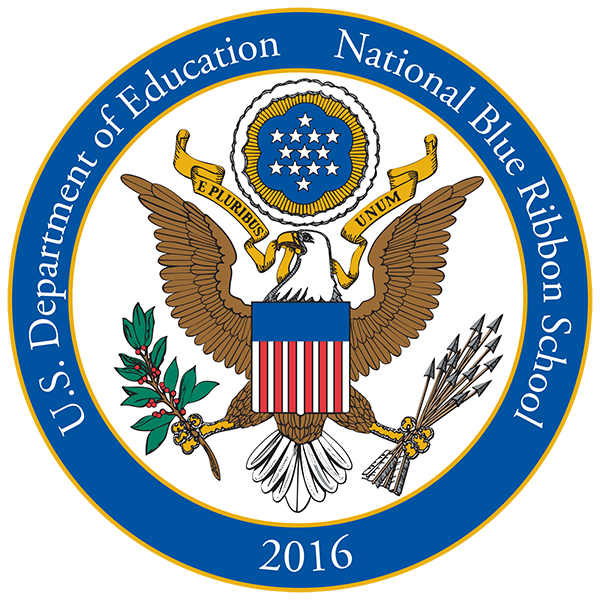 U.S. Department of Education
National Blue Ribbon School
E PLURIBUS
UNUM
2016